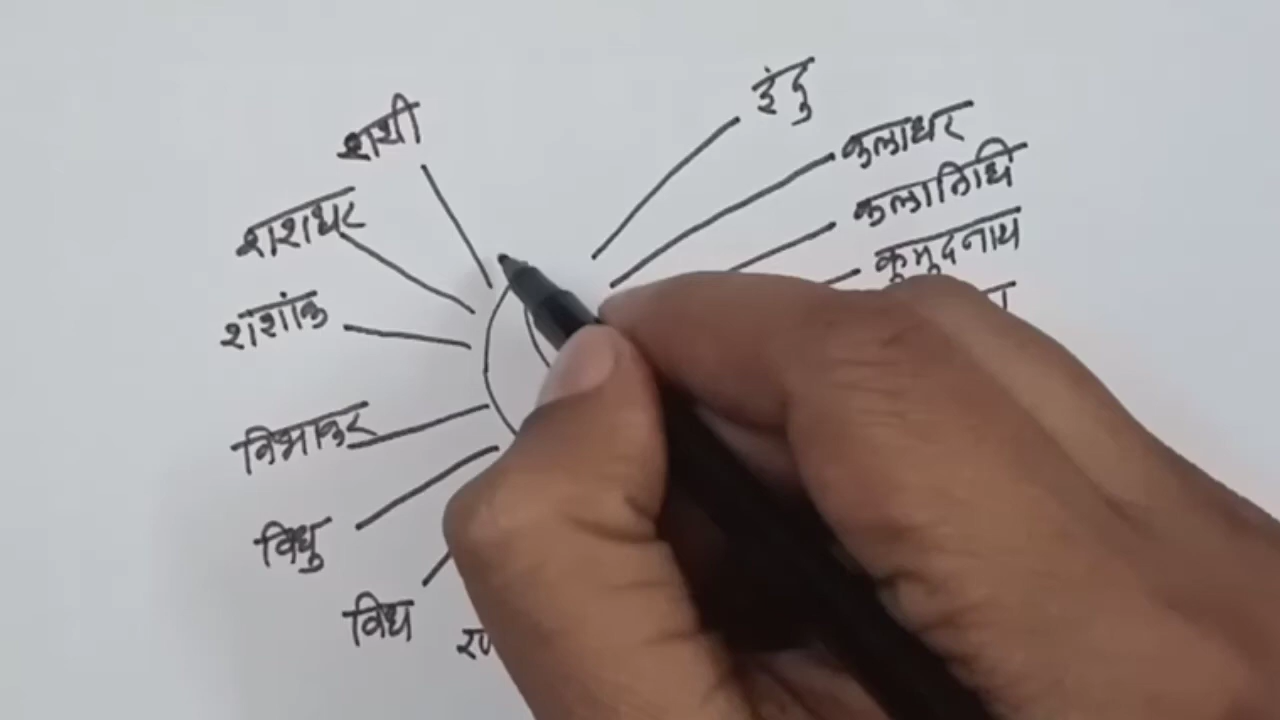 इंदु
शशी
कलाधर
कलानिधि
शशधर
कुमुदनाथ
शशांक
विभाकर
विधु
विध